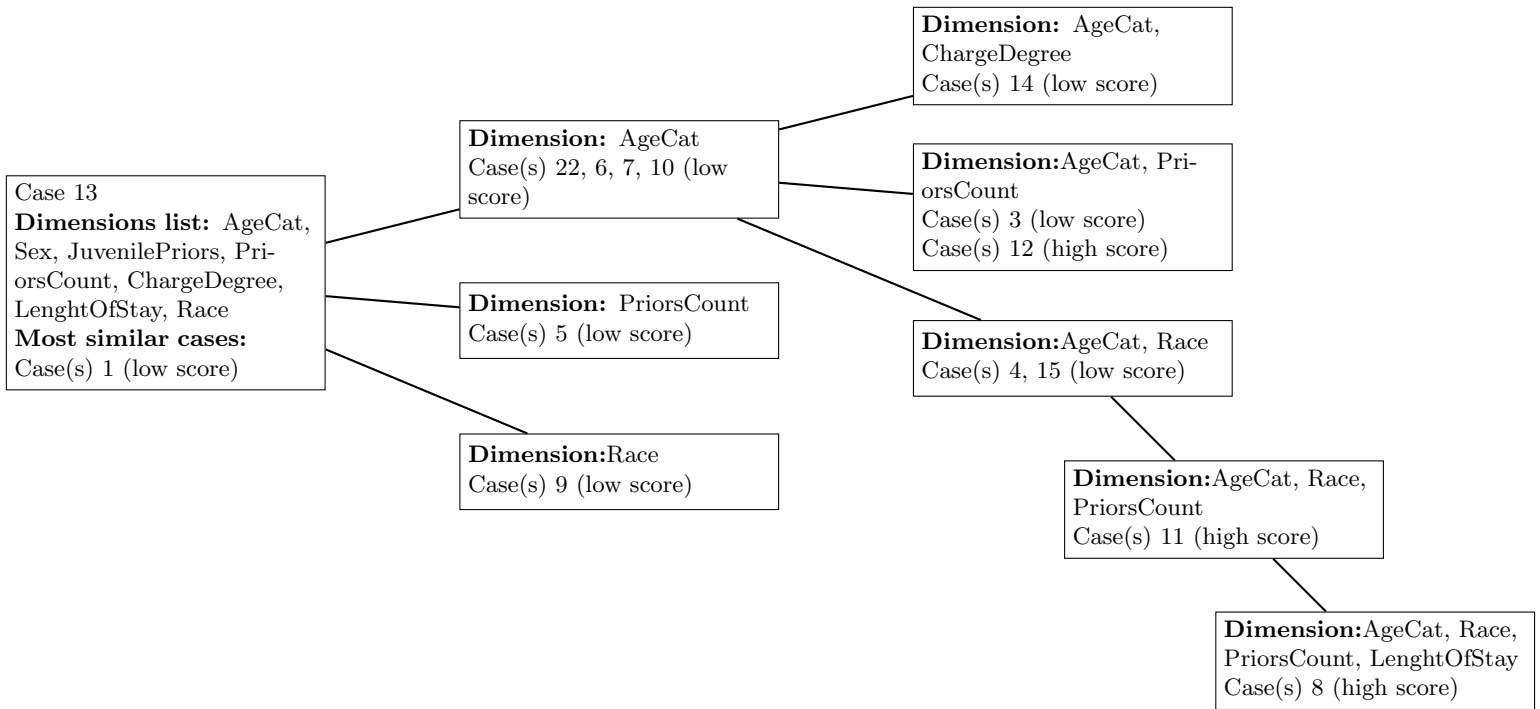 Case 13
Dimensions list: AgeCat,
Sex, JuvenilePriors, Pri-
orsCount, ChargeDegree,
LenghtOfStay, Race
Most similar cases:
Case(s) 1 (low score)
Dimension: AgeCat
Case(s) 22, 6, 7, 10 (low
score)
Dimension: PriorsCount
Case(s) 5 (low score)
Dimension:Race
Case(s) 9 (low score)
Dimension: AgeCat,
ChargeDegree
Case(s) 14 (low score)
Dimension:AgeCat, Pri-
orsCount
Case(s) 3 (low score)
Case(s) 12 (high score)
Dimension:AgeCat, Race
Case(s) 4, 15 (low score)
Dimension:AgeCat, Race,
PriorsCount
Case(s) 11 (high score)
Dimension:AgeCat, Race,
PriorsCount, LenghtOfStay
Case(s) 8 (high score)